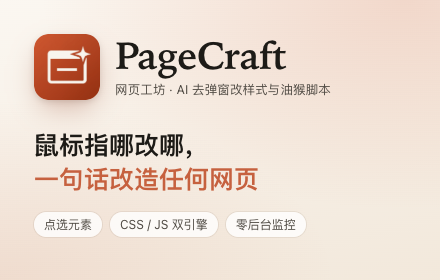 PageCraft
网页工坊 · AI 去弹窗改样式与油猴脚本
鼠标指哪改哪，
一句话改造任何网页
点选元素
CSS / JS 双引擎
零后台监控